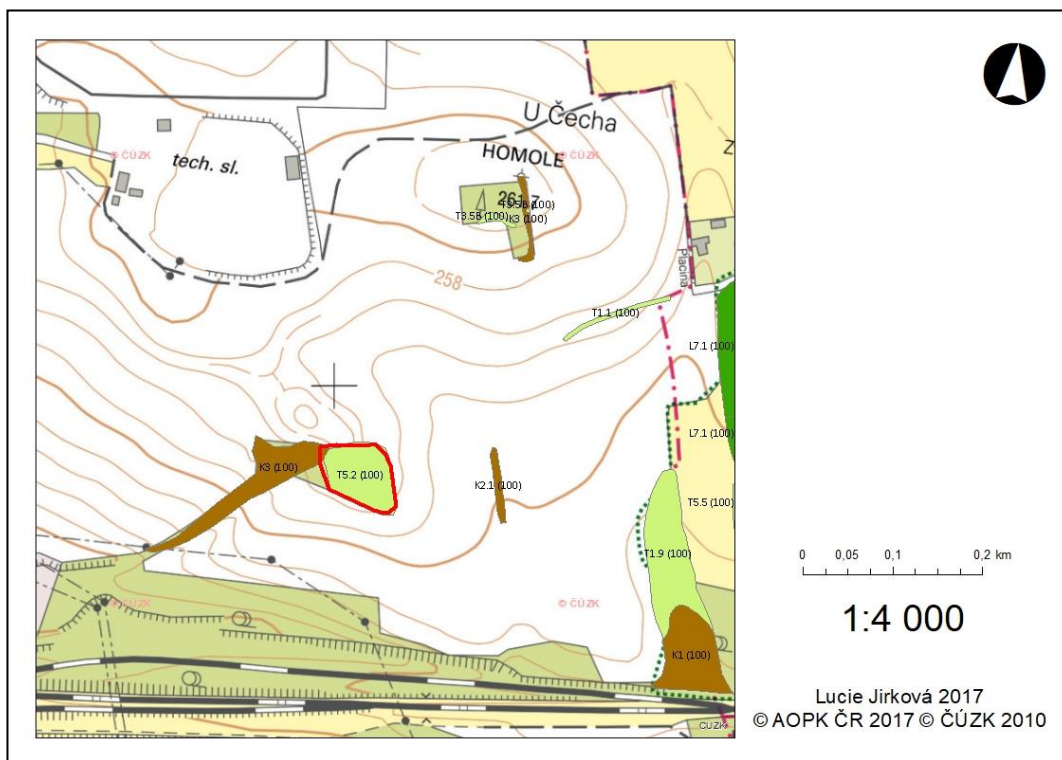 U Čecha
HOMOLE
© ČÚZK
© ČÚZK
tech. sl.
Z
T3.5B (100)
K3 (100)
258
Placina
T1.1 (100)
L7.1 (100)
L7.1 (100)
K3 (100)
T5.2 (100)
K2.1 (100)
T5.5 (100)
T1.9 (100)
© ČÚZK
© ČÚZK
K1 (100)
ČÚZK
0 0,05 0,1 0,2 km
1:4 000
Lucie Jirková 2017
© AOPK ČR 2017 © ČÚZK 2010